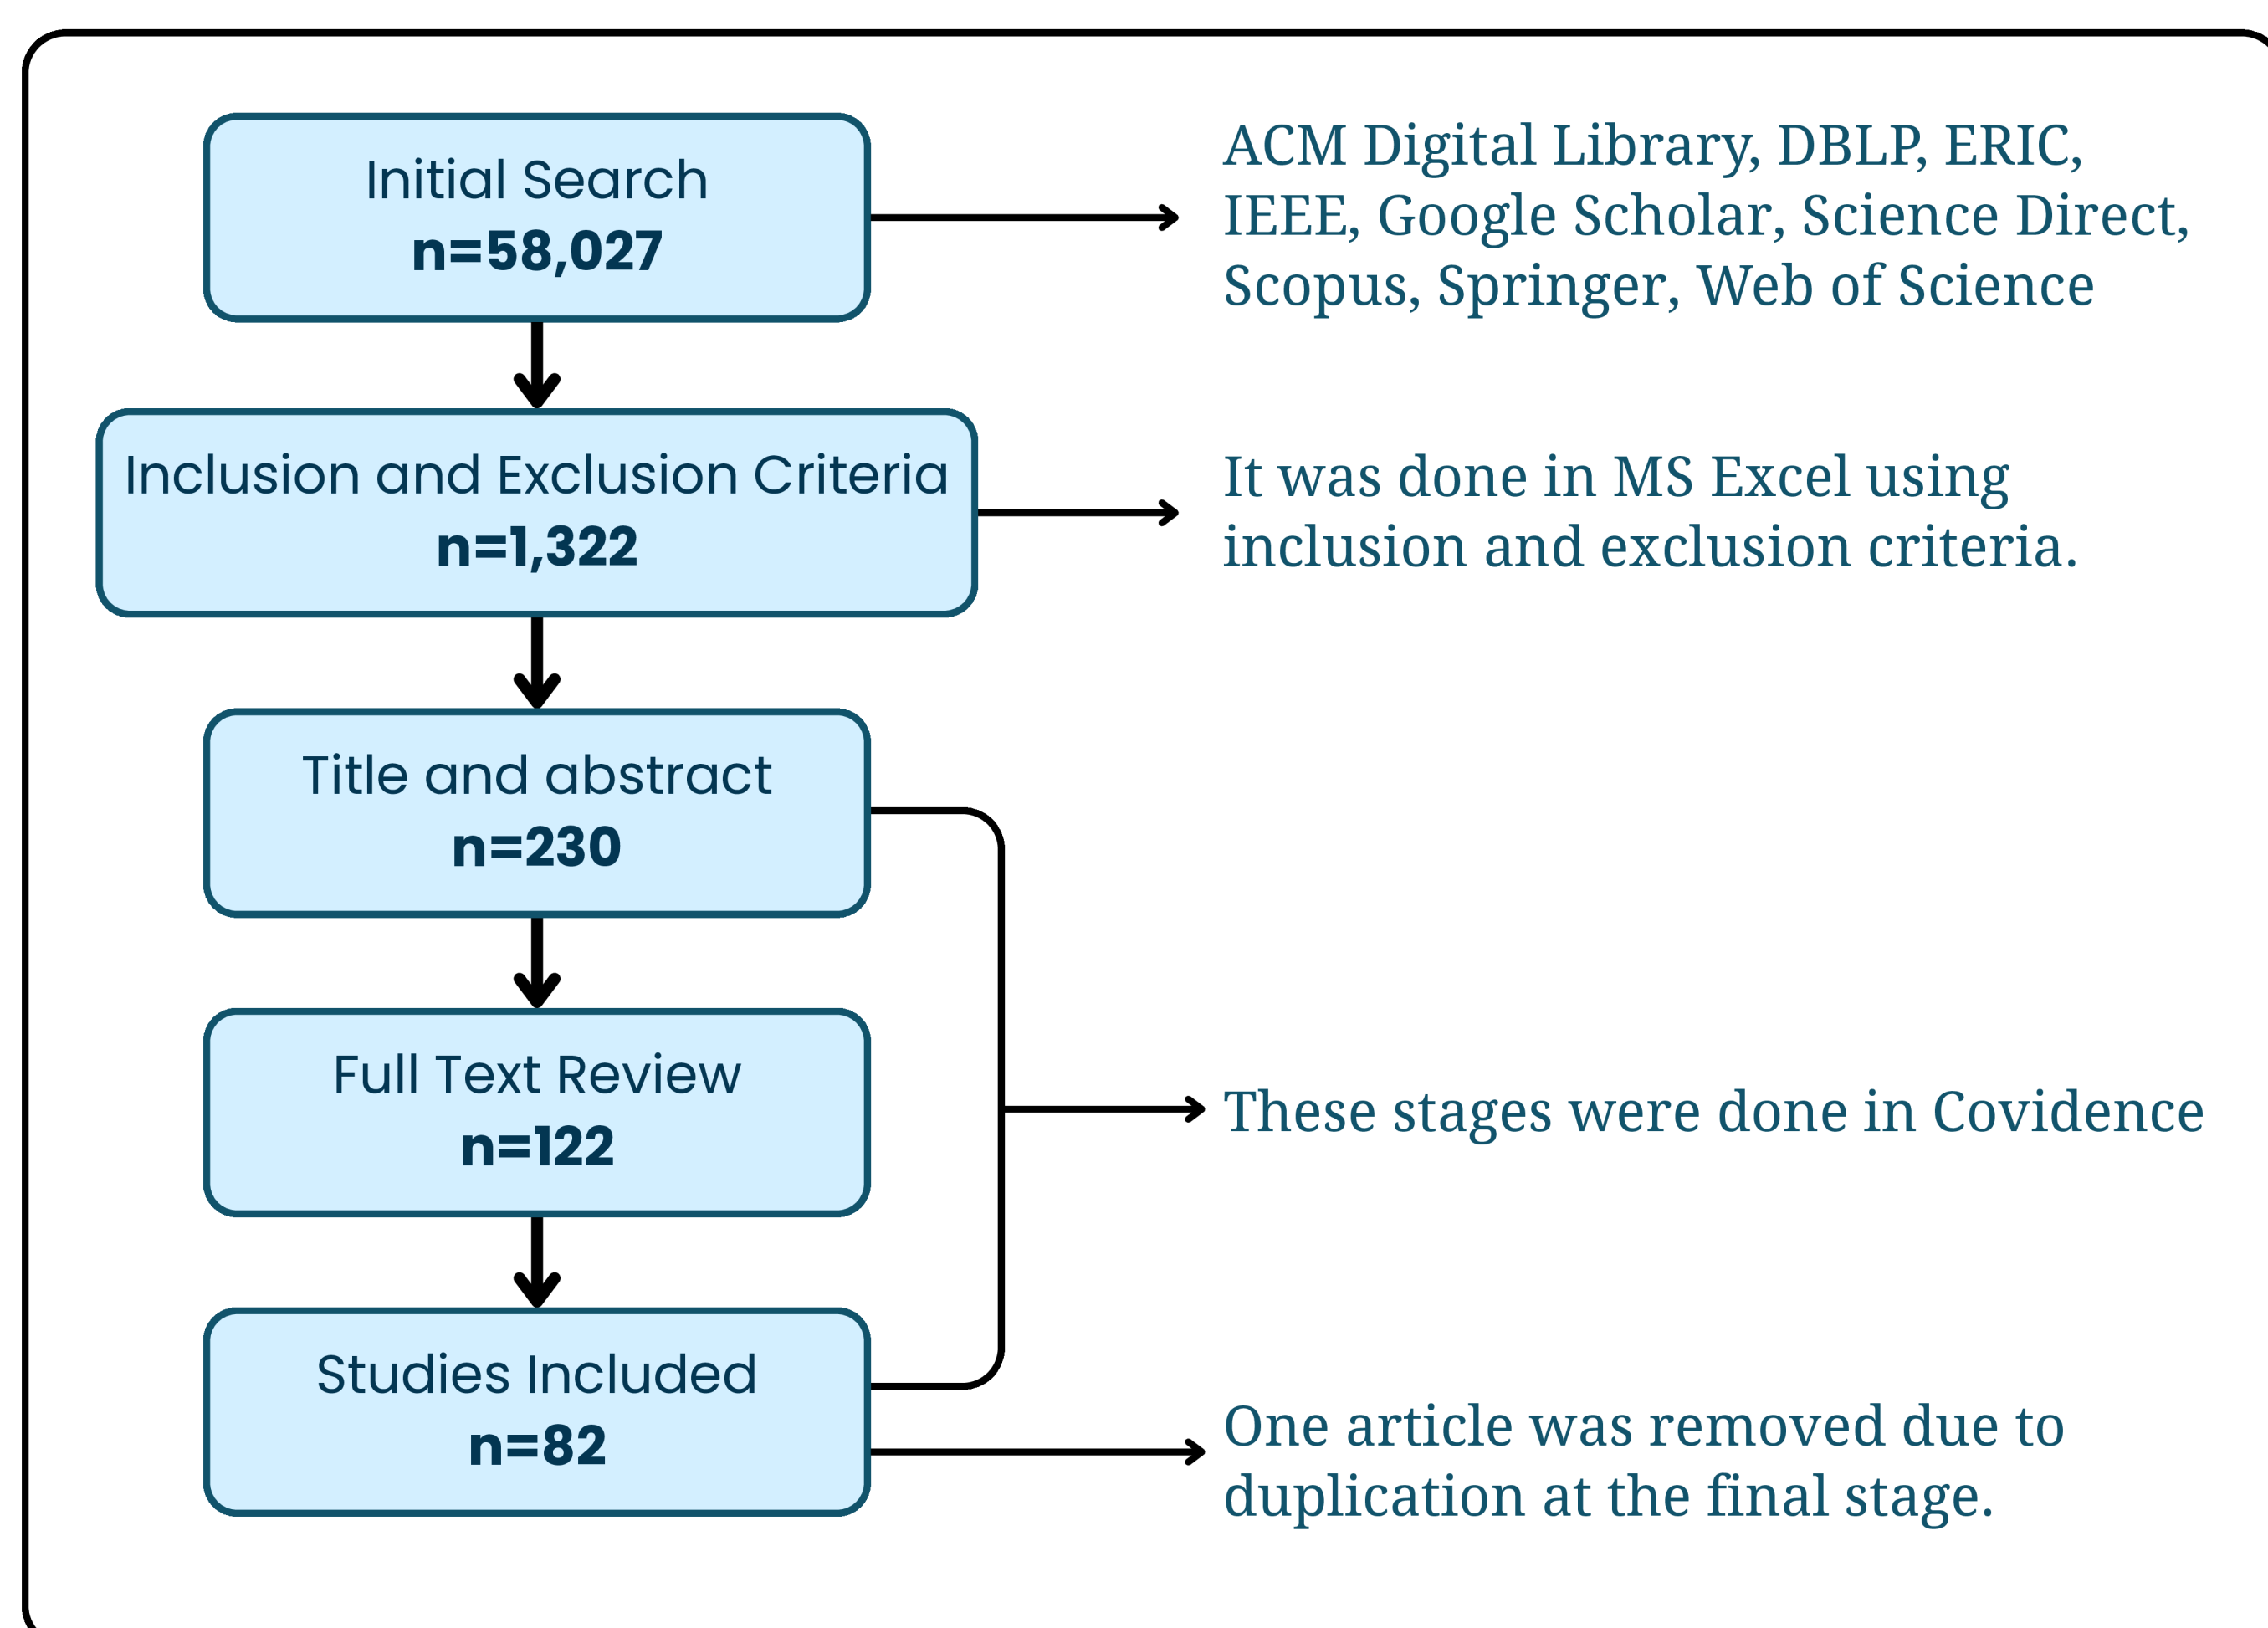 Initial Search
n=58,027
ACM Digital Library, DBLP, ERIC,
IEEE, Google Scholar, Science Direct,
Scopus, Springer, Web of Science
Inclusion and Exclusion Criteria
n=1,322
It was done in MS Excel using
inclusion and exclusion criteria.
Title and abstract
n=230
Full Text Review
n=122
These stages were done in Covidence
Studies Included
n=82
One article was removed due to
duplication at the final stage.